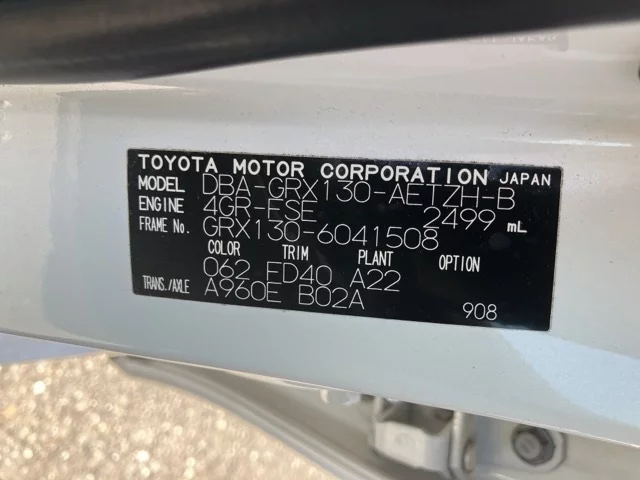 TOYOTA MOTOR CORPORATION JAPAN
MODEL DBA-GRX130-AETZH-B
ENGINE 4GR-FSE 2499 mL
FRAME No. GRX130-6041508
COLOR TRIM PLANT OPTION
062 FD40 A22
TRANS./AXLE A960E B02A
908